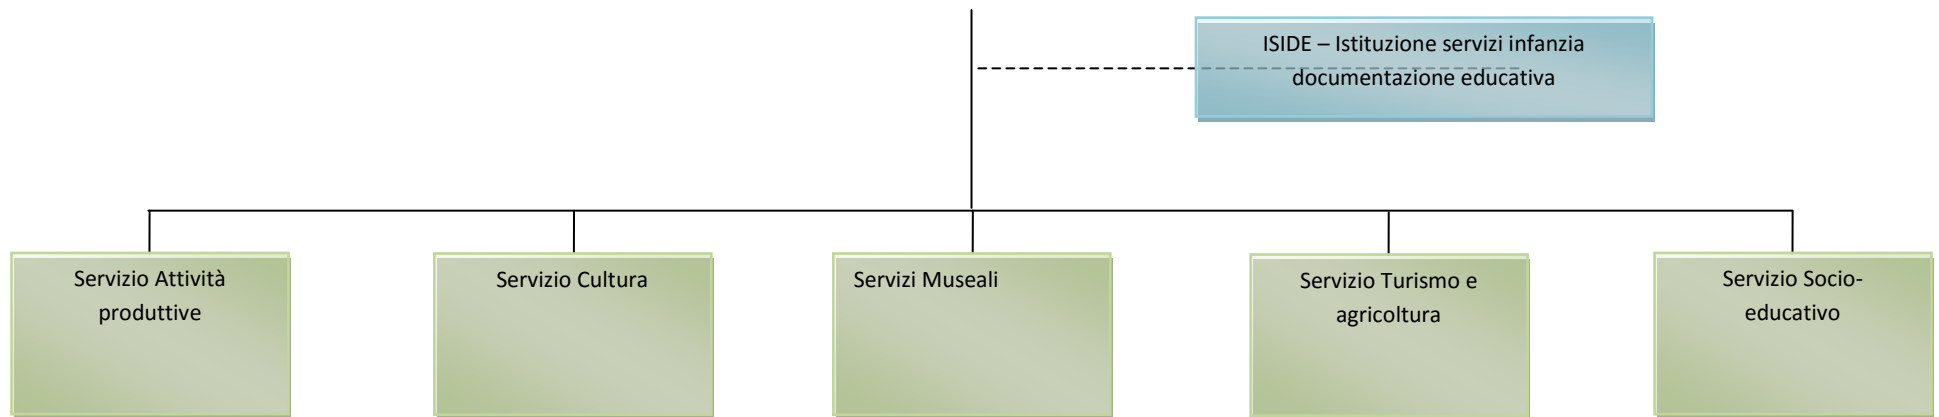 ISIDE – Istituzione servizi infanzia
documentazione educativa
Servizio Attività
produttive
Servizio Cultura
Servizi Museali
Servizio Turismo e
agricoltura
Servizio Socio-
educativo